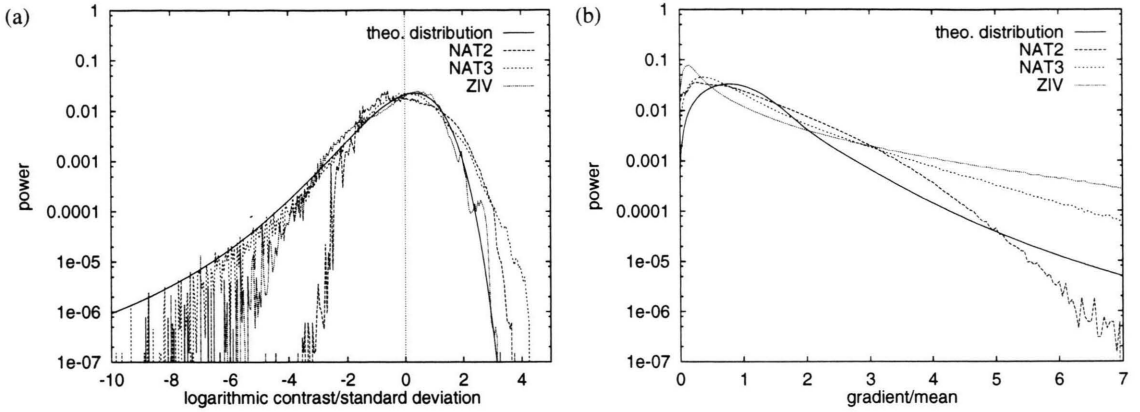 (a)
1
0.1
0.01
0.001
0.0001
1e-05
1e-06
1e-07
power
theo. distribution
NAT2
NAT3
ZIV
-10 -8 -6 -4 -2 0 2 4
logarithmic contrast/standard deviation
(b)
1
0.1
0.01
0.001
0.0001
1e-05
1e-06
1e-07
power
theo. distribution
NAT2
NAT3
ZIV
0 1 2 3 4 5 6 7
gradient/mean